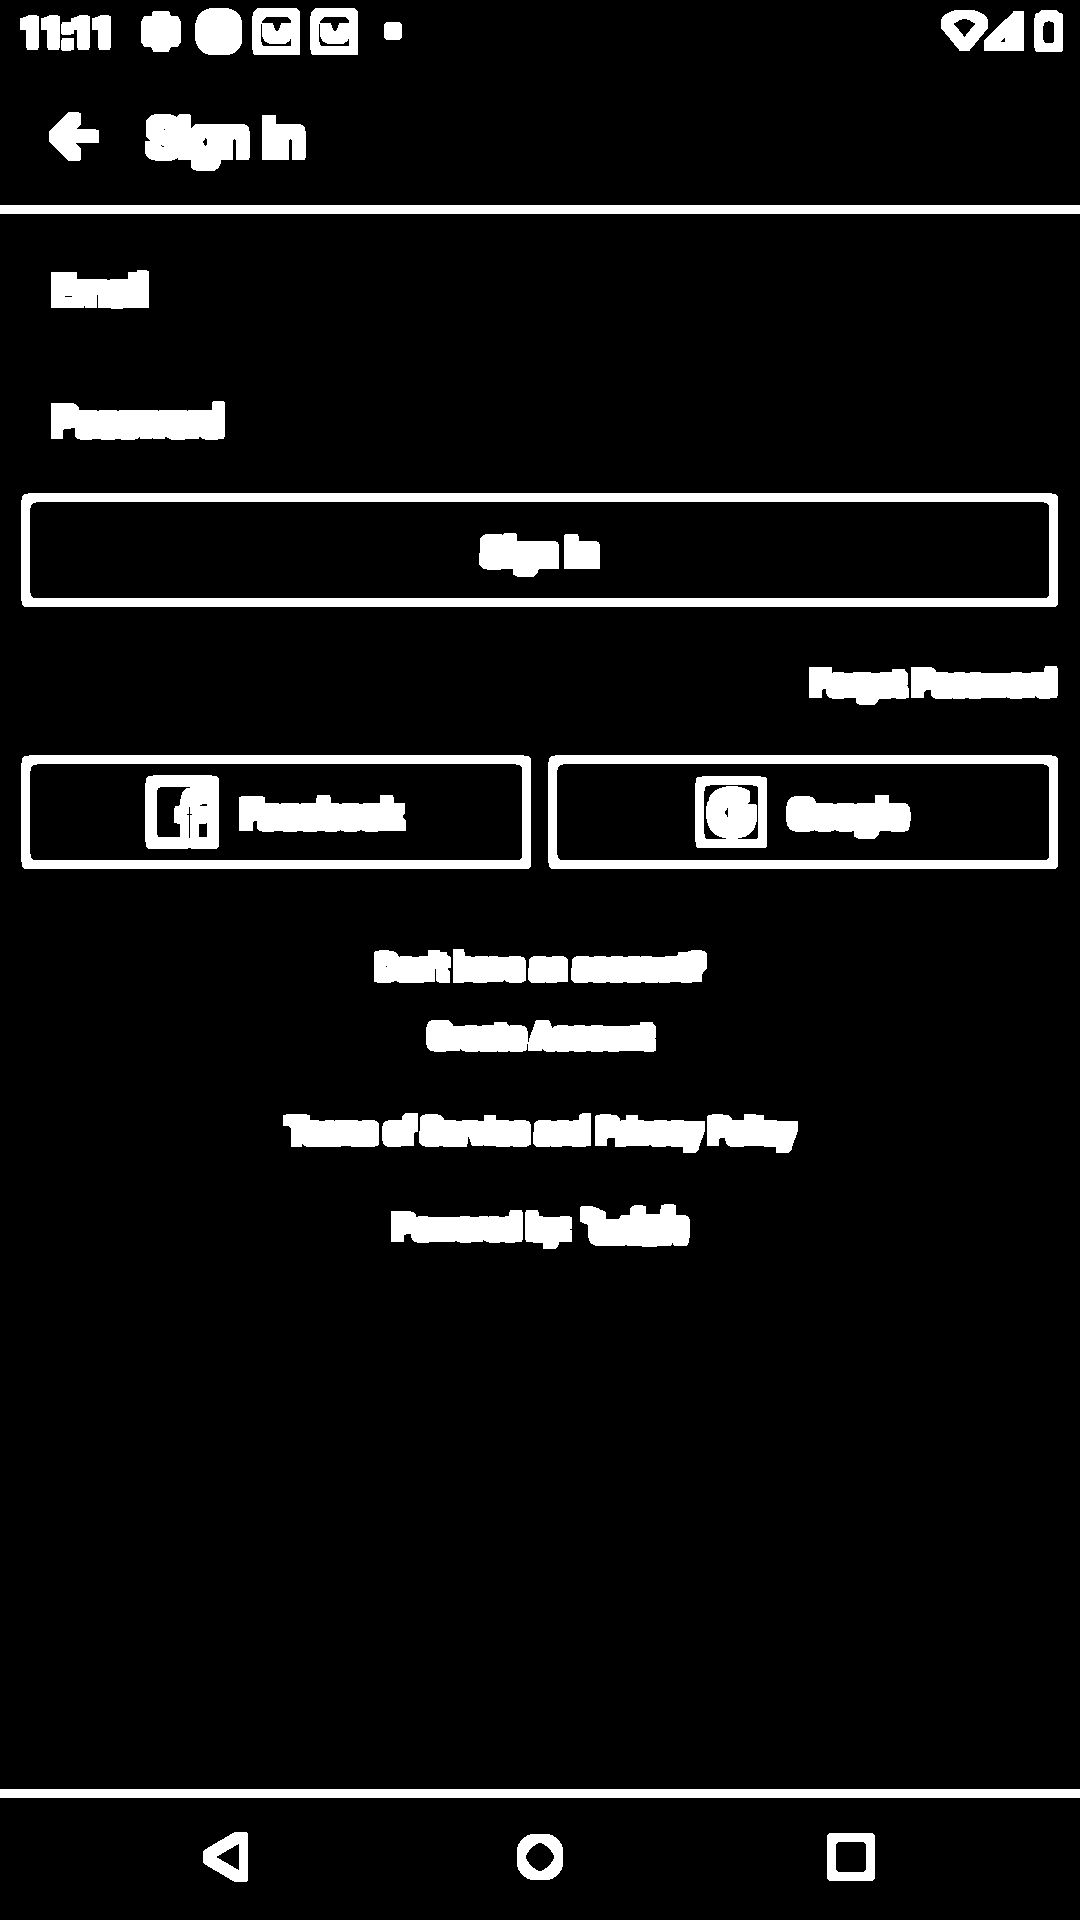 11:11
Sign in
Email
Password
Sign in
Forgot Password
Facebook
Google
Don't have an account?
Create Account
Terms of Service and Privacy Policy
Powered by: